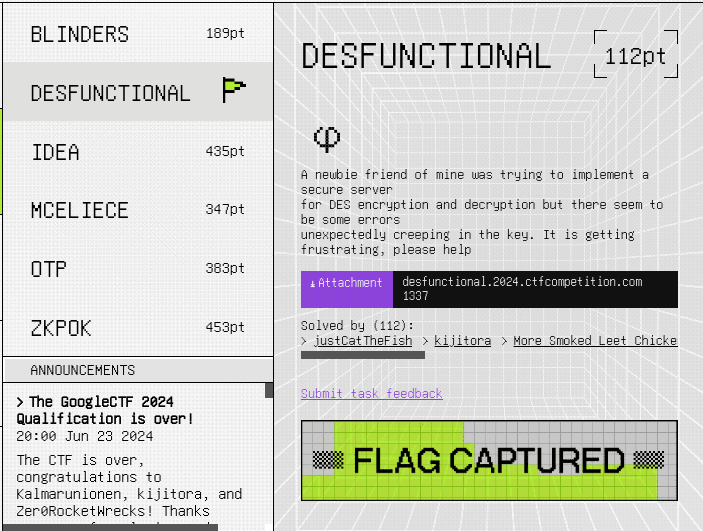 BLINDERS 189pt
DESFUNCTIONAL
IDEA 435pt
MCELIECE 347pt
OTP 383pt
ZKPOK 453pt
ANNOUNCEMENTS
> The GoogleCTF 2024
Qualification is over!
20:00 Jun 23 2024
The CTF is over,
congratulations to
Kalmarunionen, kijitora, and
Zer0RocketWrecks! Thanks
DESFUNCTIONAL 112pt
φ
A newbie friend of mine was trying to implement a
secure server
for DES encryption and decryption but there seem to
be some errors
unexpectedly creeping in the key. It is getting
frustrating, please help
Attachment desfunctional.2024.ctfcompetition.com
1337
Solved by (112):
> justCatTheFish > kijitora > More Smoked Leet Chicke
Submit task feedback
FLAG CAPTURED